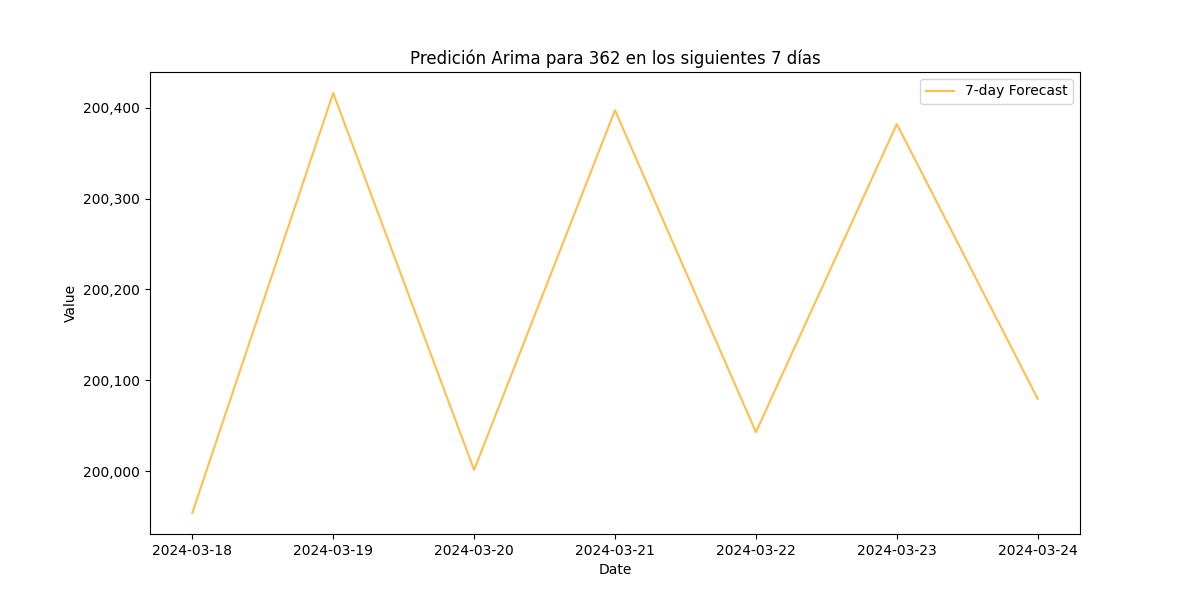 Predición Arima para 362 en los siguientes 7 días
7-day Forecast
Value
200,400
200,300
200,200
200,100
200,000
2024-03-18 2024-03-19 2024-03-20 2024-03-21 2024-03-22 2024-03-23 2024-03-24
Date